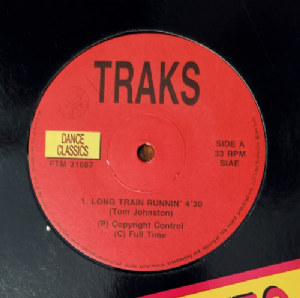 TRAKS
DANCE
CLASSICS
FTM 31687
SIDE A
33 RPM
SIAE
1. LONG TRAIN RUNNIN' 4'30
(Tom Johnston)
(P) Copyright Control
(C) Full Time